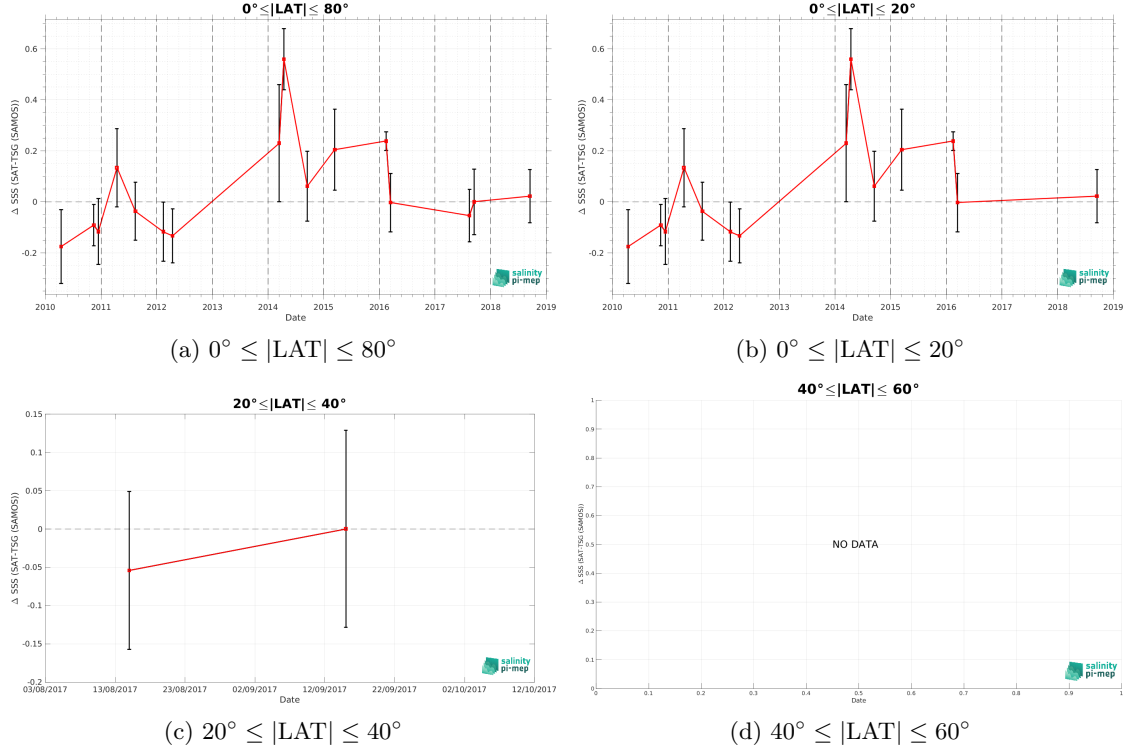 0°≤|LAT|≤ 80°
Δ SSS (SAT-TSG (SAMOS))
0.6
0.4
0.2
0
-0.2
2010 2011 2012 2013 2014 2015 2016 2017 2018 2019
Date
salinity
pi-mep
(a) 0° ≤ |LAT| ≤ 80°
0°≤|LAT|≤ 20°
Δ SSS (SAT-TSG (SAMOS))
0.6
0.4
0.2
0
-0.2
2010 2011 2012 2013 2014 2015 2016 2017 2018 2019
Date
salinity
pi-mep
(b) 0° ≤ |LAT| ≤ 20°
20°≤|LAT|≤ 40°
Δ SSS (SAT-TSG (SAMOS))
0.15
0.1
0.05
0
-0.05
-0.1
-0.15
-0.2
03/08/2017 13/08/2017 23/08/2017 02/09/2017 12/09/2017 22/09/2017 02/10/2017 12/10/2017
Date
salinity
pi-mep
(c) 20° ≤ |LAT| ≤ 40°
40°≤|LAT|≤ 60°
Δ SSS (SAT-TSG (SAMOS))
1
0.9
0.8
0.7
0.6
0.5
0.4
0.3
0.2
0.1
0
NO DATA
0 0.1 0.2 0.3 0.4 0.5 0.6 0.7 0.8 0.9 1
Date
salinity
pi-mep
(d) 40° ≤ |LAT| ≤ 60°